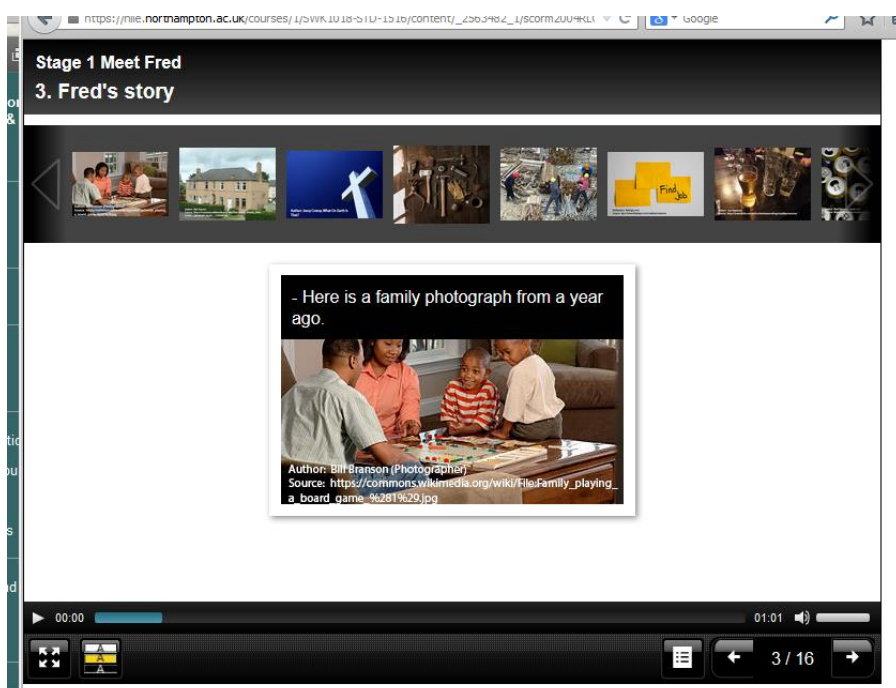 https://nile.northampton.ac.uk/courses/1/SWK1018-STD-1516/content/_2563482_1/scorm2004RLO
Google
Stage 1 Meet Fred
3. Fred's story
Find
Job
- Here is a family photograph from a year
ago.
Author: Bill Branson (Photographer)
Source: https://commons.wikimedia.org/wiki/File:Family_playing_
a_board_game_%281%29.jpg
00:00
01:01
A
A
A
3 / 16